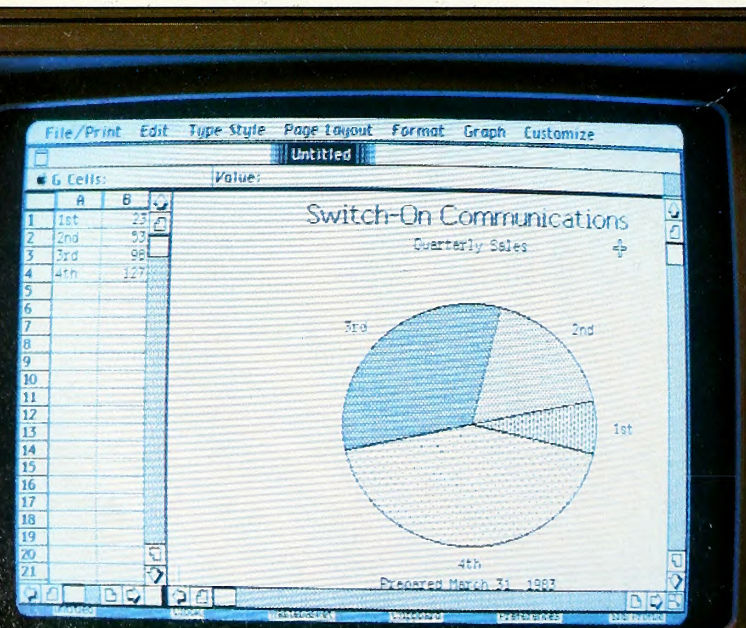 File/Print Edit Type Style Page Layout Format Graph Customize
Untitled
G Cells: Value:
A B
1 1st 23
2 2nd 53
3 3rd 98
4 4th 127
5
6
7
8
9
10
11
12
13
14
15
16
17
18
19
20
21
Switch-On Communications
Quarterly Sales
3rd
2nd
1st
4th
Prepared March 31 1983
Clipboard Preferences